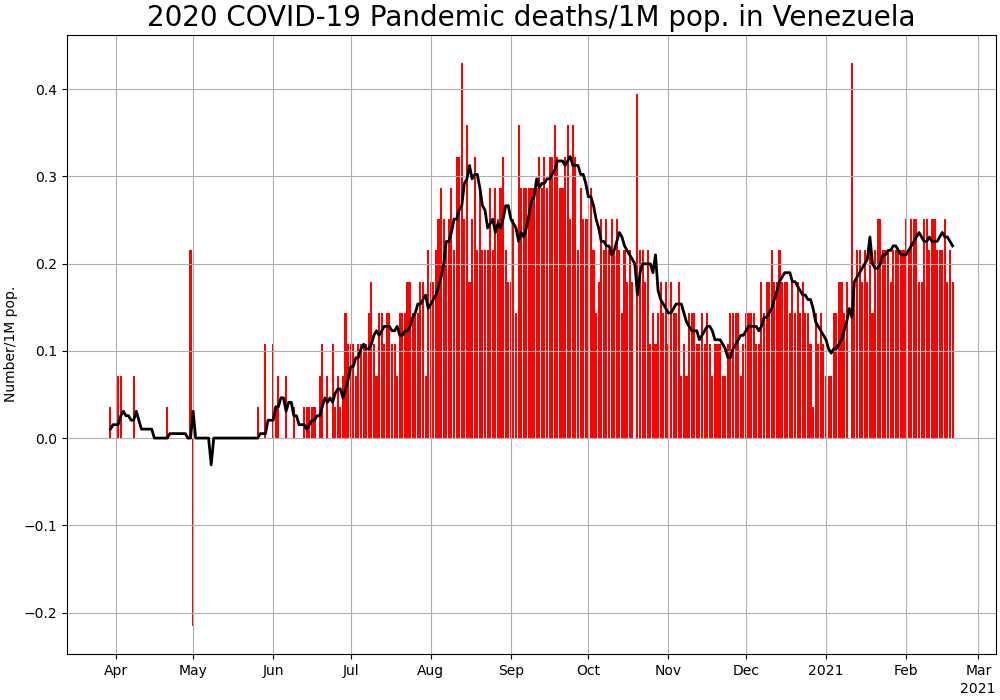 2020 COVID-19 Pandemic deaths/1M pop. in Venezuela
Number/1M pop.
0.4
0.3
0.2
0.1
0.0
−0.1
−0.2
Apr May Jun Jul Aug Sep Oct Nov Dec 2021 Feb Mar
2021